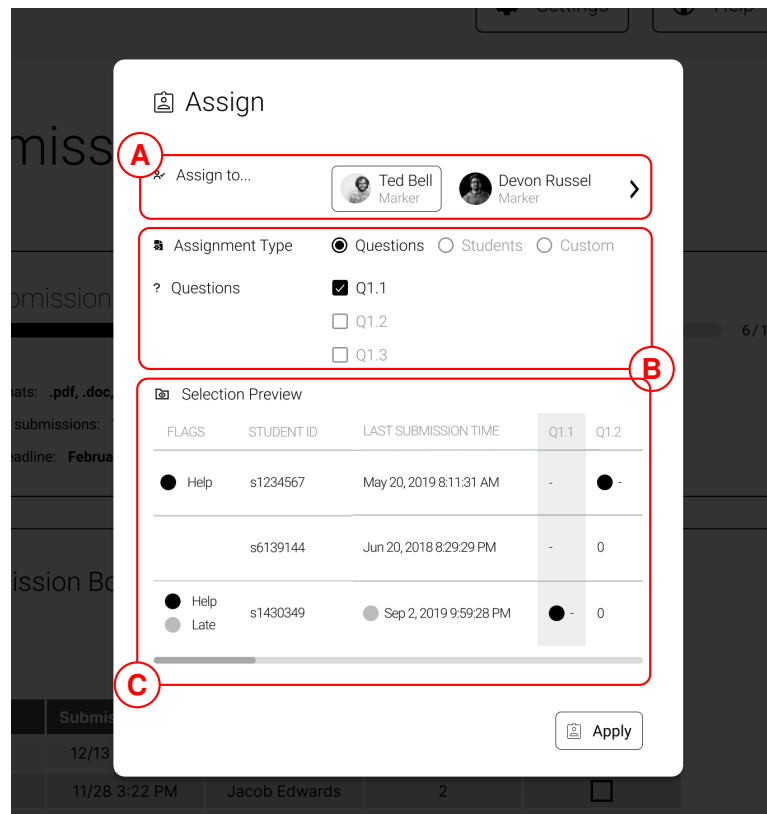 Settings Help
Assign
miss
A
Assign to... Ted Bell Devon Russel
Marker Marker
Assignment Type Questions Students Custom
? Questions Q1.1
Q1.2
Q1.3
B
mission
6/1
ats: .pdf, .doc,
submissions:
eadline: Februa
Selection Preview
FLAGS STUDENT ID LAST SUBMISSION TIME Q1.1 Q1.2
Help s1234567 May 20, 2019 8:11:31 AM - -
s6139144 Jun 20, 2018 8:29:29 PM - 0
Help
Late s1430349 Sep 2, 2019 9:59:28 PM - 0
C
ission Bo
Submis
12/13
Apply
11/28 3:22 PM Jacob Edwards 2